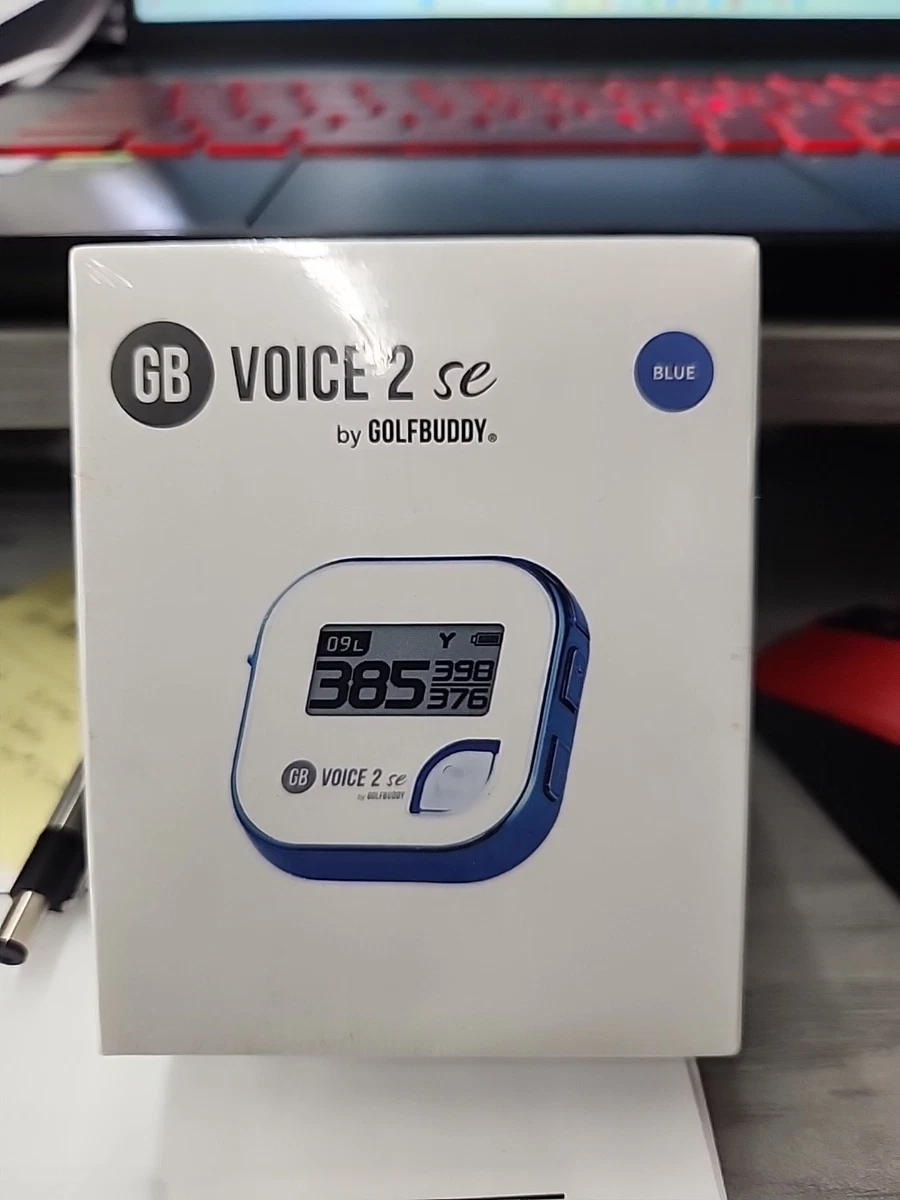 GB VOICE 2 se
BLUE
by GOLFBUDDY®
09L Y
385 398
376
GB VOICE 2 se
by GOLFBUDDY